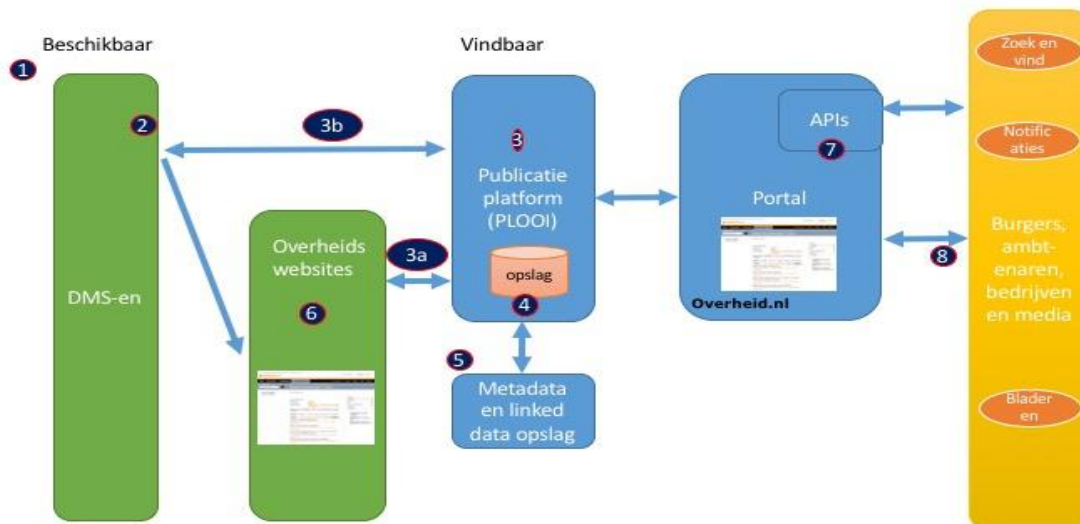 Beschikbaar
1
2
DMS-en
3b
Overheids
websites
6
3a
Vindbaar
3
Publicatie
platform
(PLOOI)
opslag
4
5
Metadata
en linked
data opslag
APIs
7
Portal
Overheid.nl
8
Zoek en
vind
Notific
aties
Burgers,
ambt-
enaren,
bedrijven
en media
Blader
en